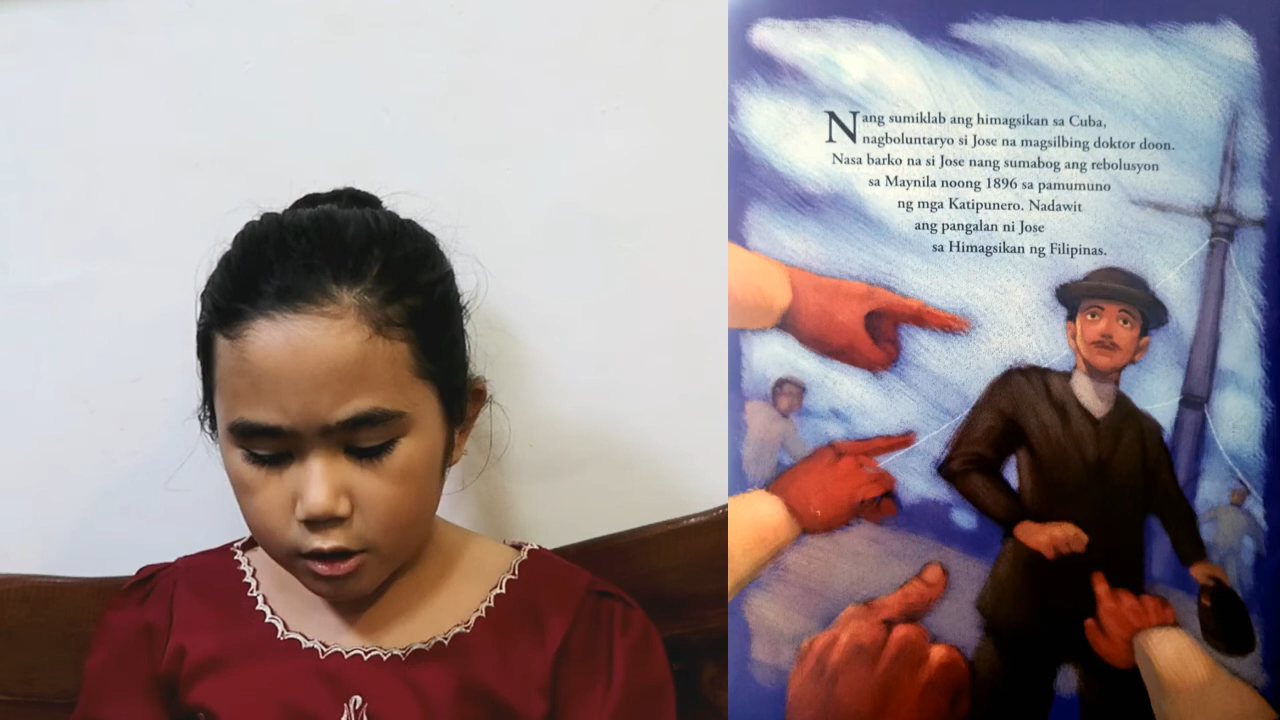 Nang sumiklab ang himagsikan sa Cuba,
nagboluntaryo si Jose na magsilbing doktor doon.
Nasa barko na si Jose nang sumabog ang rebolusyon
sa Maynila noong 1896 sa pamumuno
ng mga Katipunero. Nadawit
ang pangalan ni Jose
sa Himagsikan ng Filipinas.